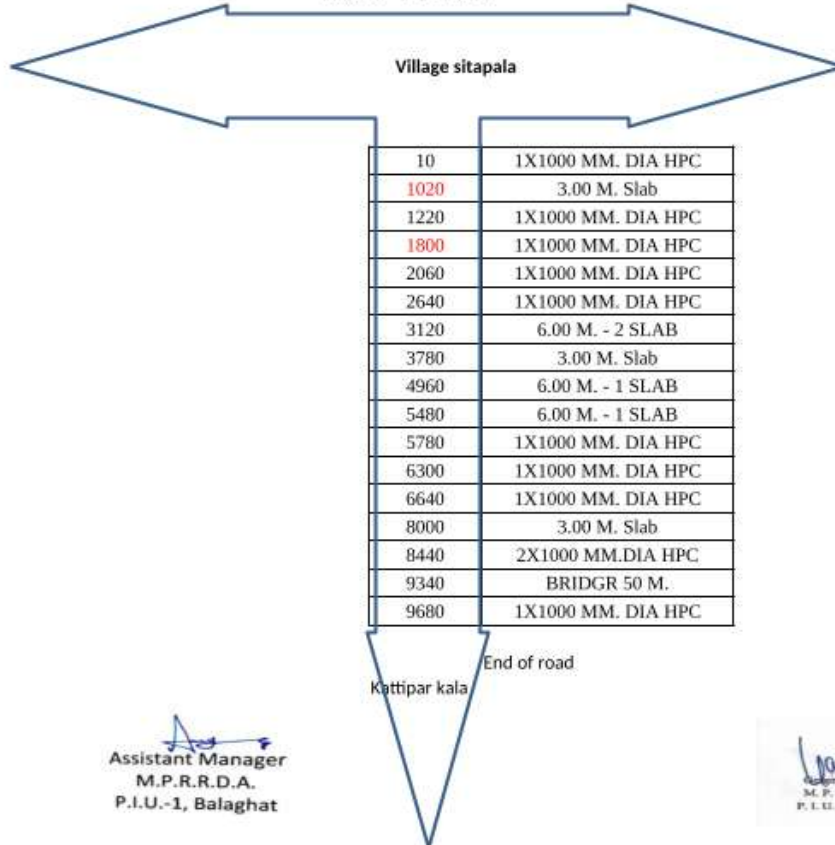 Village sitapala
10 1X1000 MM. DIA HPC
1020 3.00 M. Slab
1220 1X1000 MM. DIA HPC
1800 1X1000 MM. DIA HPC
2060 1X1000 MM. DIA HPC
2640 1X1000 MM. DIA HPC
3120 6.00 M. - 2 SLAB
3780 3.00 M. Slab
4960 6.00 M. - 1 SLAB
5480 6.00 M. - 1 SLAB
5780 1X1000 MM. DIA HPC
6300 1X1000 MM. DIA HPC
6640 1X1000 MM. DIA HPC
8000 3.00 M. Slab
8440 2X1000 MM.DIA HPC
9340 BRIDGR 50 M.
9680 1X1000 MM. DIA HPC
End of road
Kattipar kala
Assistant Manager
M.P.R.R.D.A.
P.I.U.-1, Balaghat
M. P.
P. I. U.